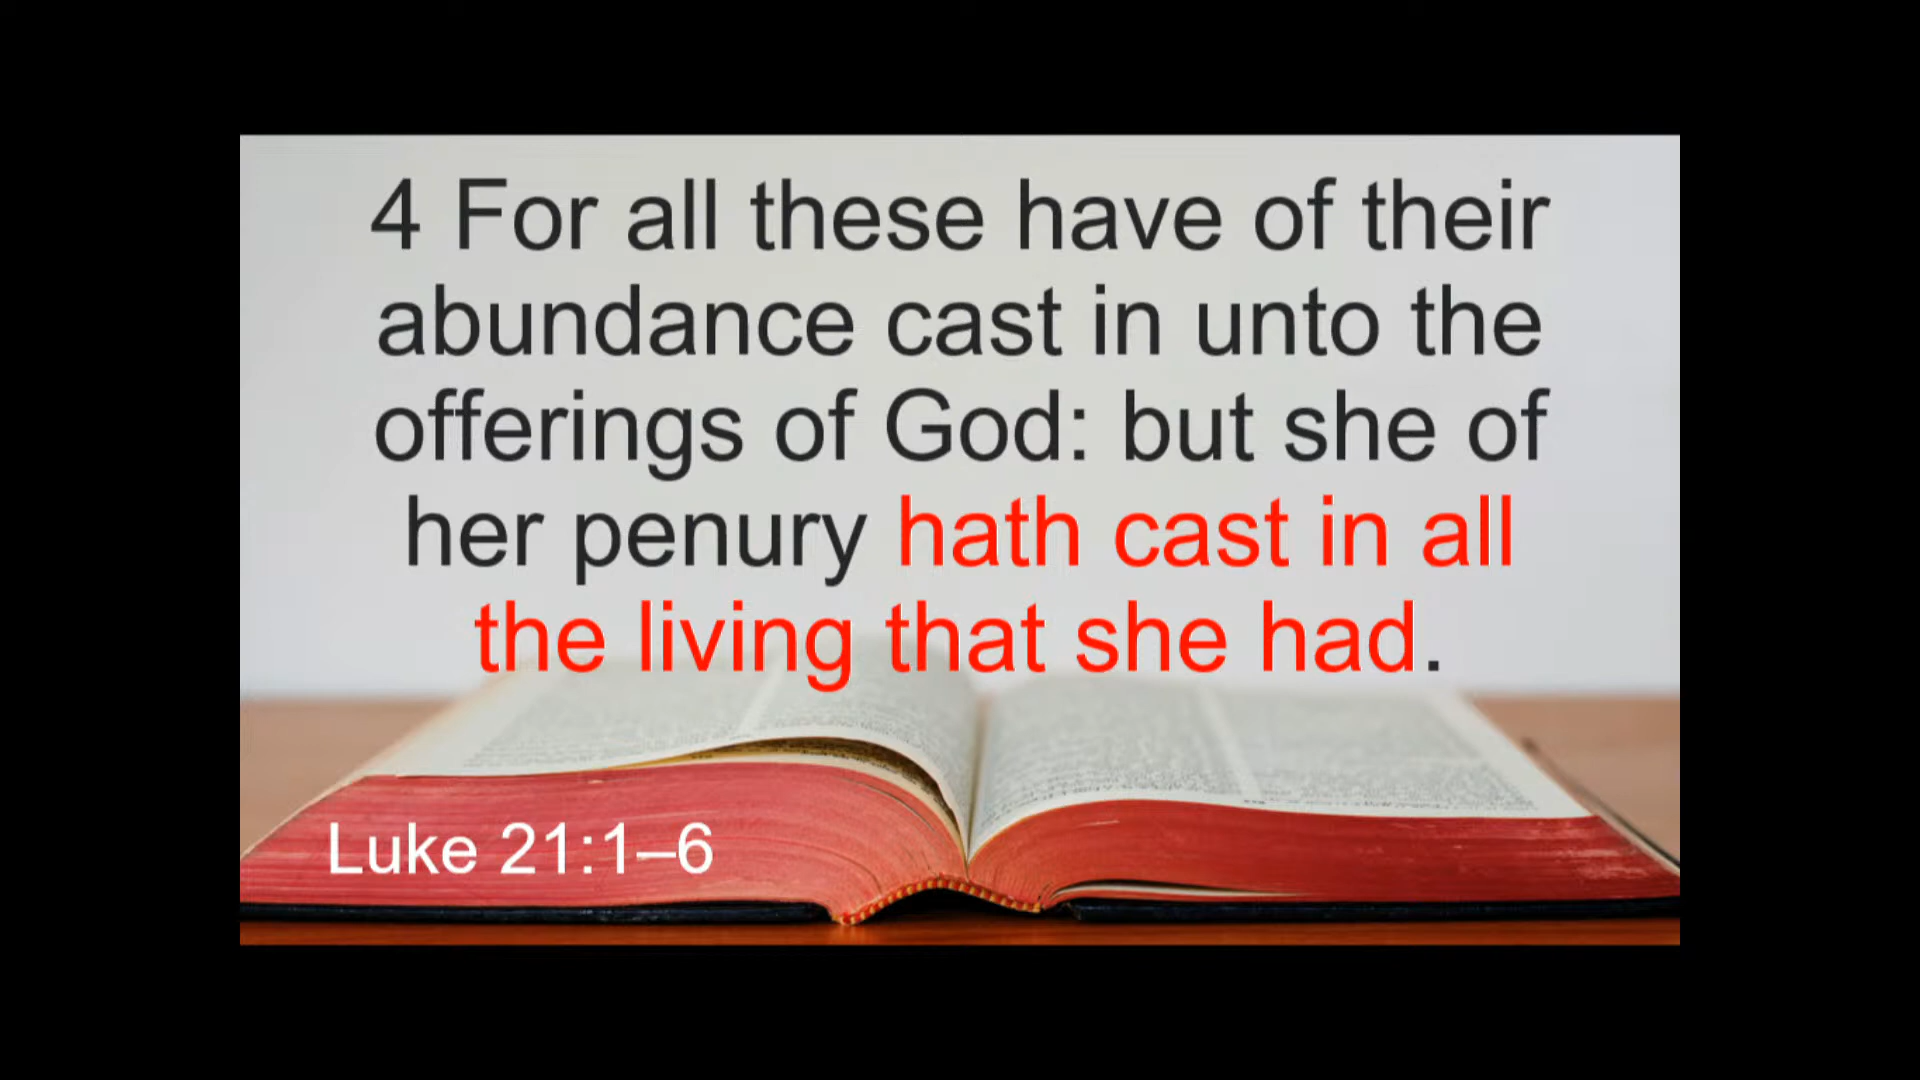 4 For all these have of their
abundance cast in unto the
offerings of God: but she of
her penury hath cast in all
the living that she had.
Luke 21:1–6